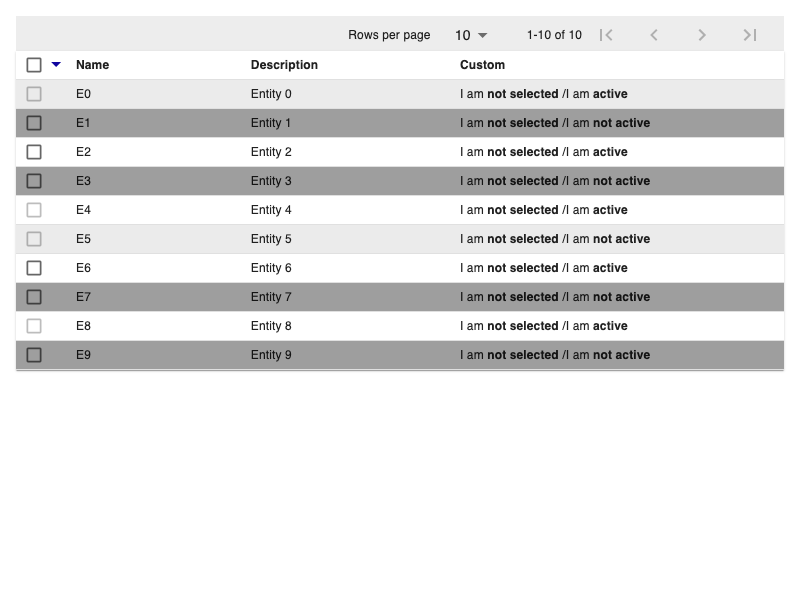 Rows per page 10 1-10 of 10
Name Description Custom
E0 Entity 0 I am not selected /I am active
E1 Entity 1 I am not selected /I am not active
E2 Entity 2 I am not selected /I am active
E3 Entity 3 I am not selected /I am not active
E4 Entity 4 I am not selected /I am active
E5 Entity 5 I am not selected /I am not active
E6 Entity 6 I am not selected /I am active
E7 Entity 7 I am not selected /I am not active
E8 Entity 8 I am not selected /I am active
E9 Entity 9 I am not selected /I am not active